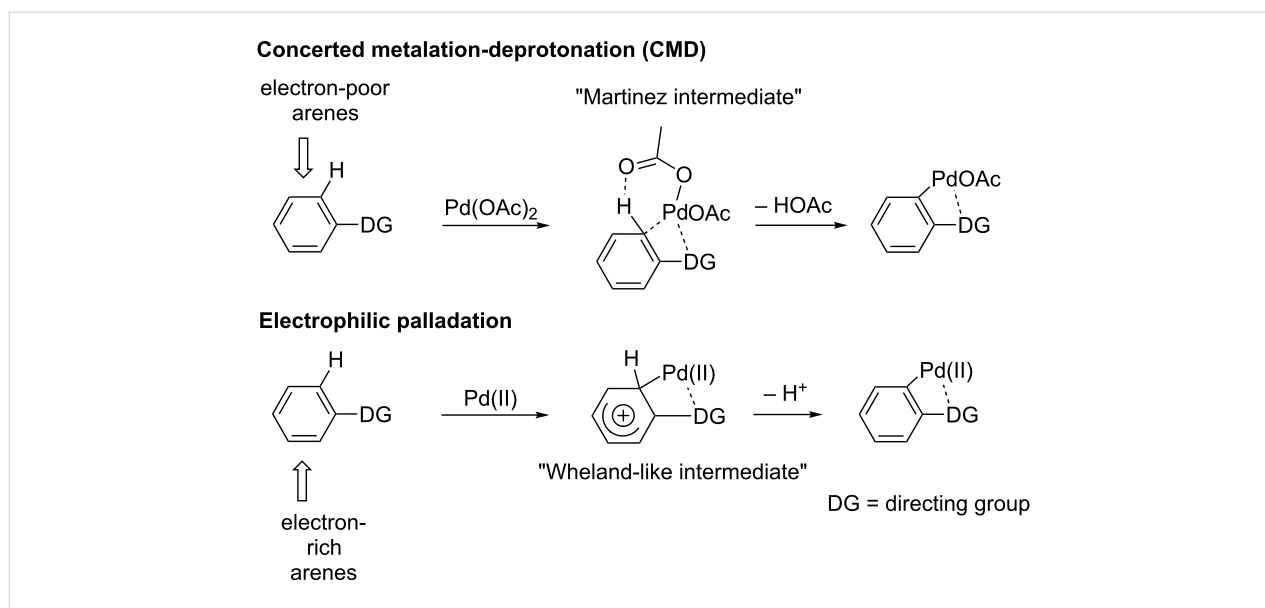 Concerted metalation-deprotonation (CMD)
electron-poor
arenes
"Martinez intermediate"
H
DG
Pd(OAc)2
O
O
H
PdOAc
DG
– HOAc
PdOAc
DG
Electrophilic palladation
H
DG
Pd(II)
H
Pd(II)
+
DG
– H+
Pd(II)
DG
"Wheland-like intermediate"
DG = directing group
electron-
rich
arenes